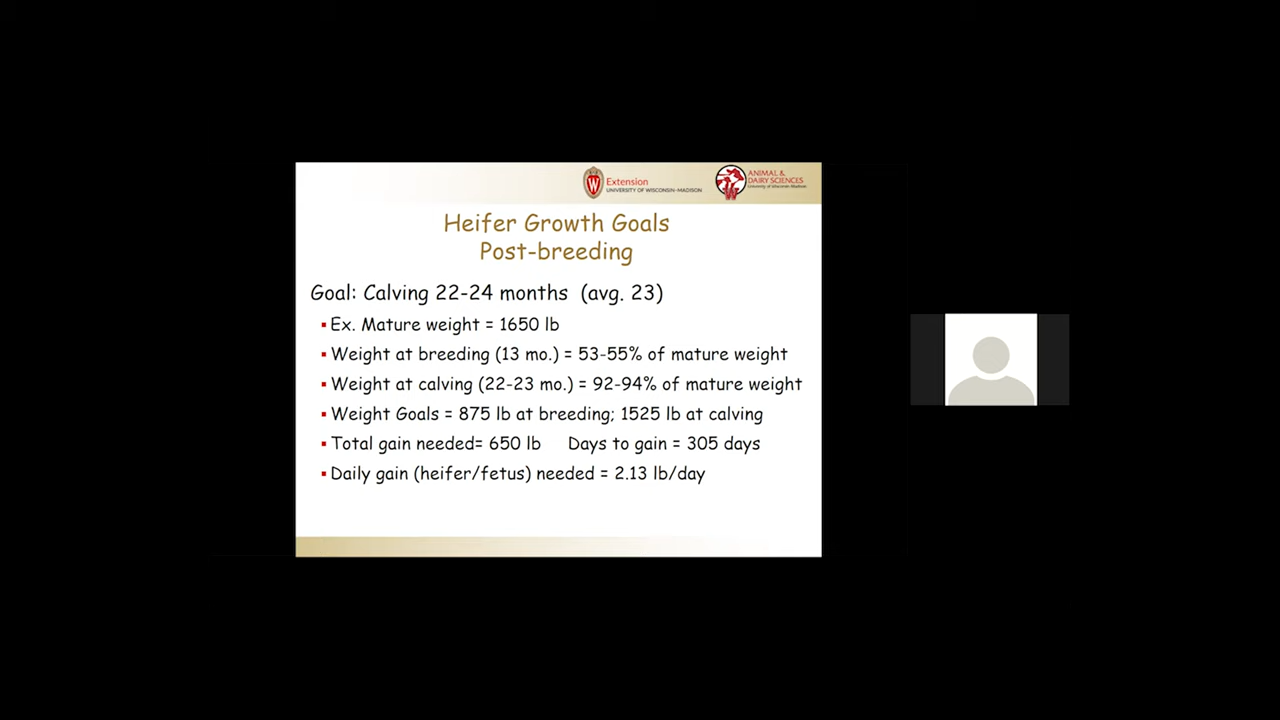 Extension
UNIVERSITY OF WISCONSIN-MADISON
ANIMAL &
DAIRY SCIENCES
University of Wisconsin-Madison
Heifer Growth Goals
Post-breeding
Goal: Calving 22-24 months (avg. 23)
▪Ex. Mature weight = 1650 lb
▪Weight at breeding (13 mo.) = 53-55% of mature weight
▪Weight at calving (22-23 mo.) = 92-94% of mature weight
▪Weight Goals = 875 lb at breeding; 1525 lb at calving
▪Total gain needed= 650 lb Days to gain = 305 days
▪Daily gain (heifer/fetus) needed = 2.13 lb/day